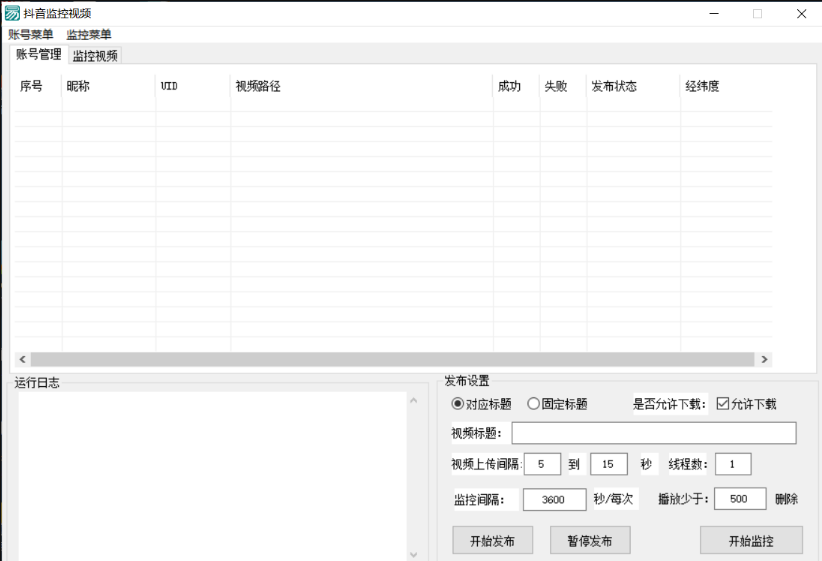 抖音监控视频
账号菜单 监控菜单
账号管理 监控视频
序号 昵称 UID 视频路径 成功 失败 发布状态 经纬度
运行日志
发布设置
对应标题 固定标题 是否允许下载: 允许下载
视频标题:
视频上传间隔: 5 到 15 秒 线程数: 1
监控间隔: 3600 秒/每次 播放少于: 500 删除
开始发布 暂停发布 开始监控